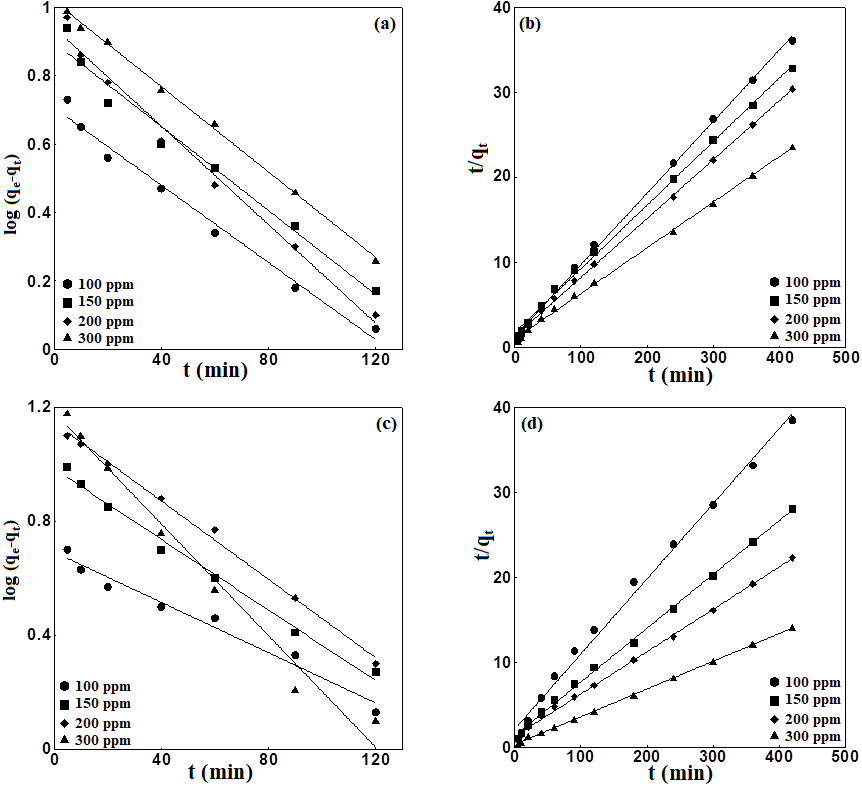 (a)
log (qe-qt)
1
0.8
0.6
0.4
0.2
0
100 ppm
150 ppm
200 ppm
300 ppm
0 40 80 120
t (min)
(b)
t/qt
40
30
20
10
0
100 ppm
150 ppm
200 ppm
300 ppm
0 100 200 300 400 500
t (min)
(c)
log (qe-qt)
1.2
0.8
0.4
0
100 ppm
150 ppm
200 ppm
300 ppm
0 40 80 120
t (min)
(d)
t/qt
40
30
20
10
0
100 ppm
150 ppm
200 ppm
300 ppm
0 100 200 300 400 500
t (min)